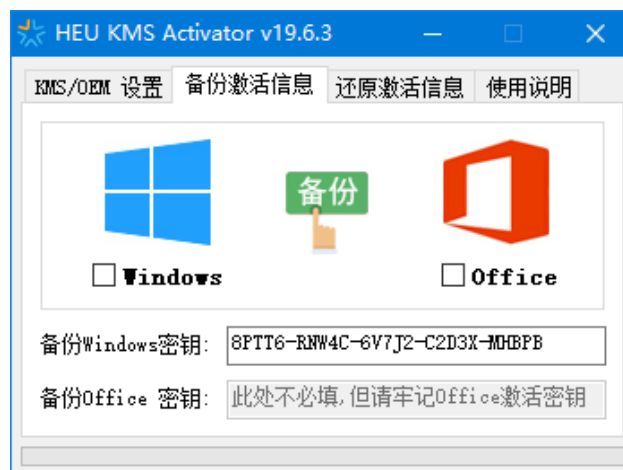 HEU KMS Activator v19.6.3
KMS/OEM 设置 备份激活信息 还原激活信息 使用说明
备份
Windows Office
备份Windows密钥: 8PTT6-RNW4C-6V7J2-C2D3X-MHBPB
备份Office 密钥: 此处不必填,但请牢记Office激活密钥